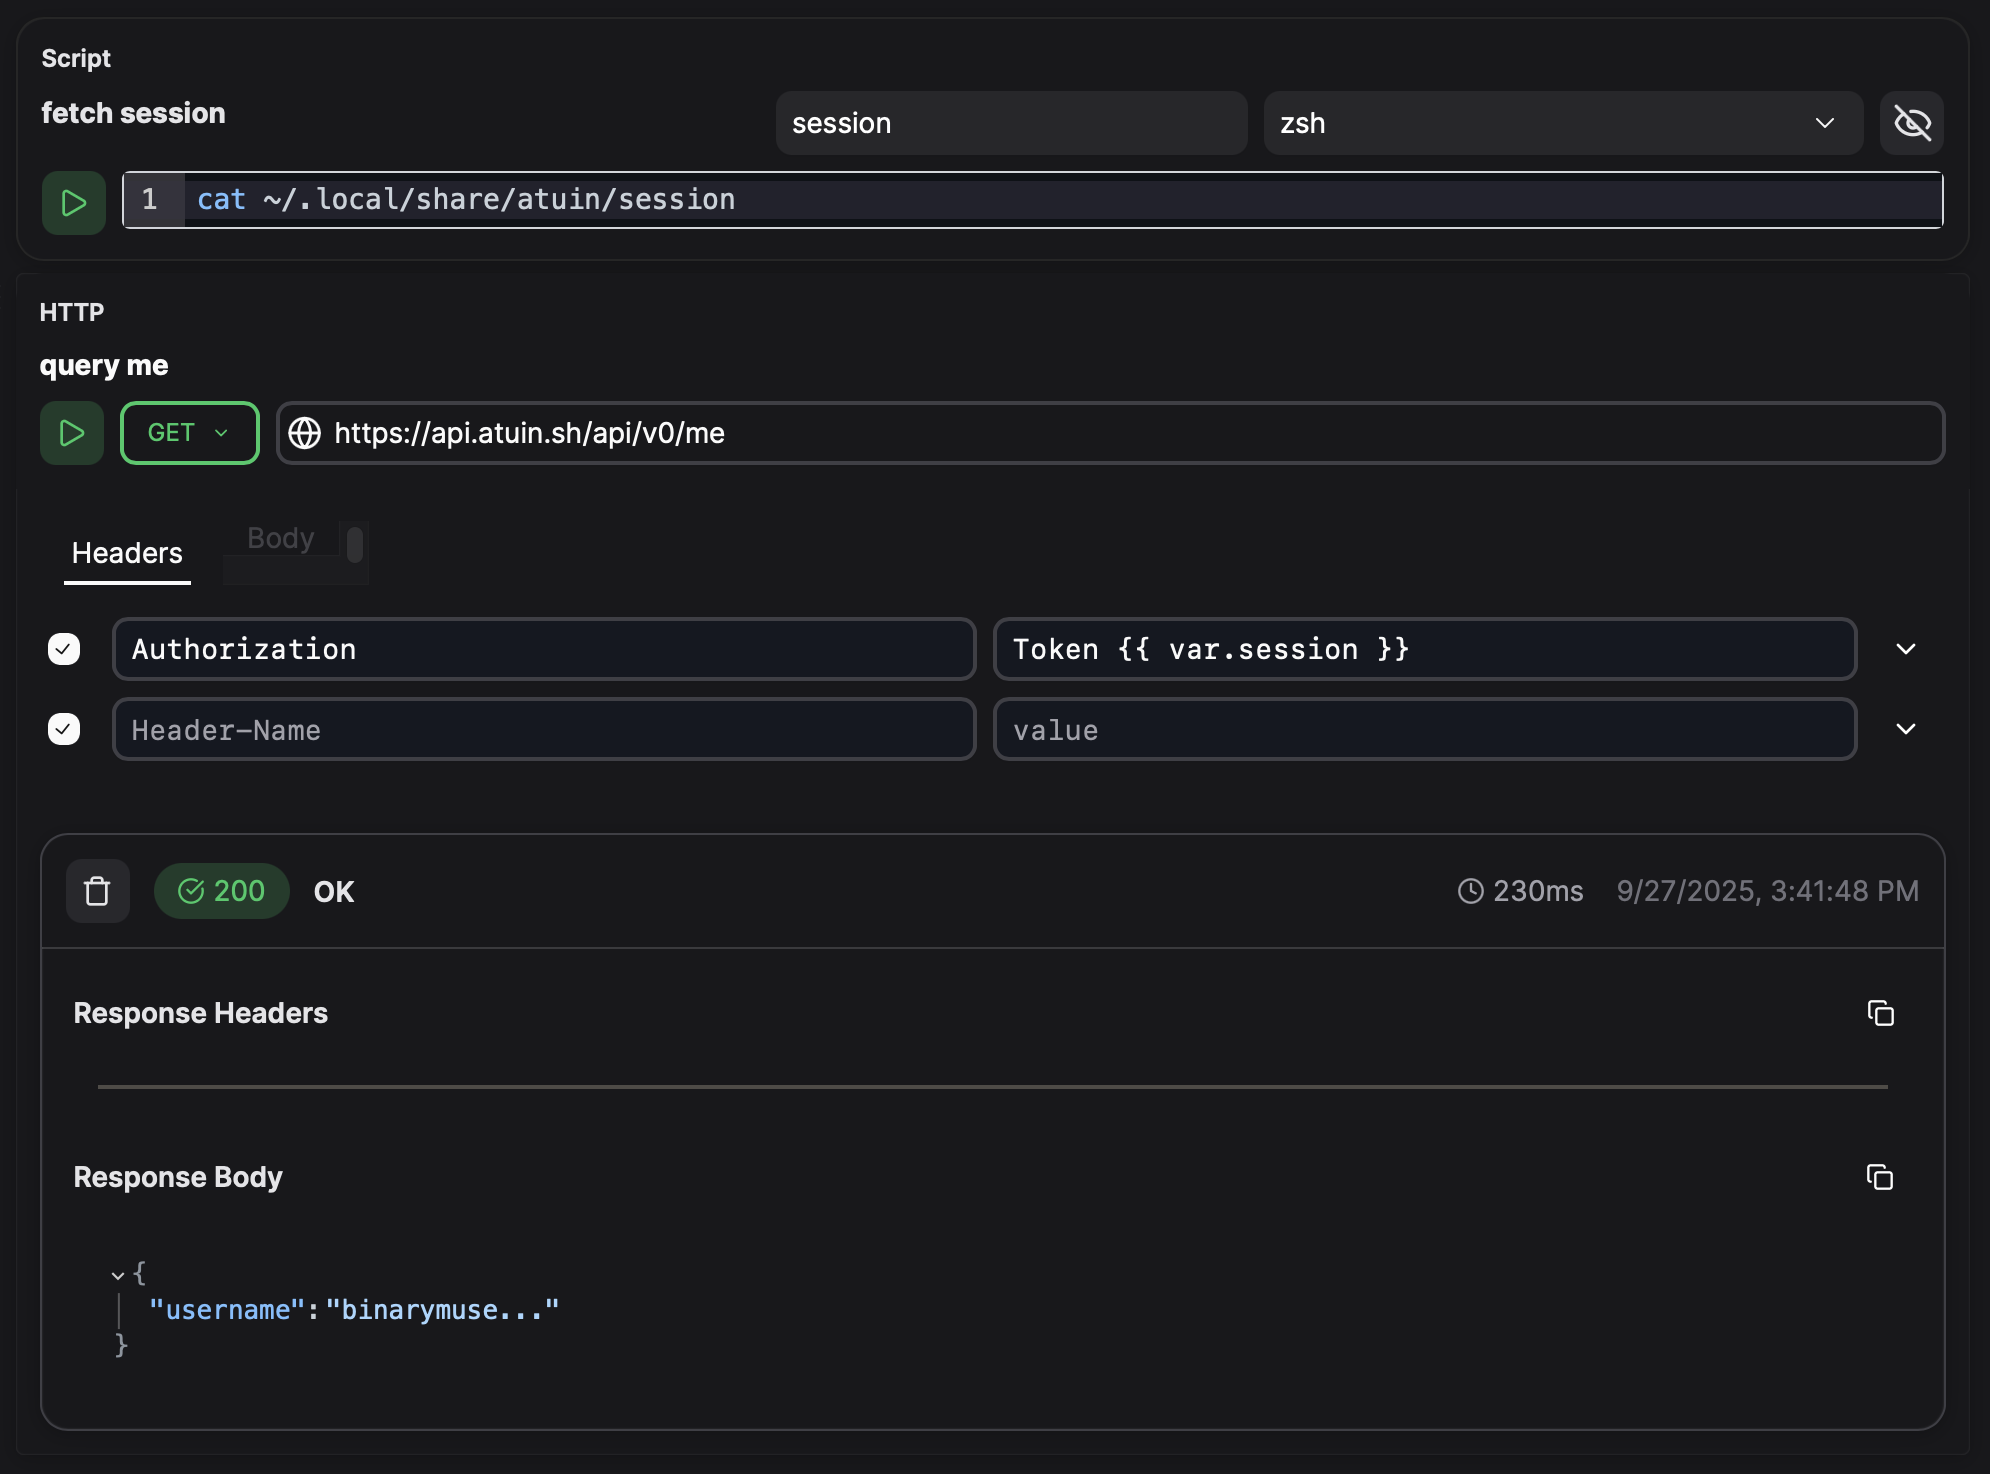 Script
fetch session
session
zsh
1 cat ~/.local/share/atuin/session
HTTP
query me
GET
https://api.atuin.sh/api/v0/me
Headers
Body
Authorization
Token {{ var.session }}
Header-Name
value
200
OK
230ms
9/27/2025, 3:41:48 PM
Response Headers
Response Body
{
"username":"binarymuse..."
}